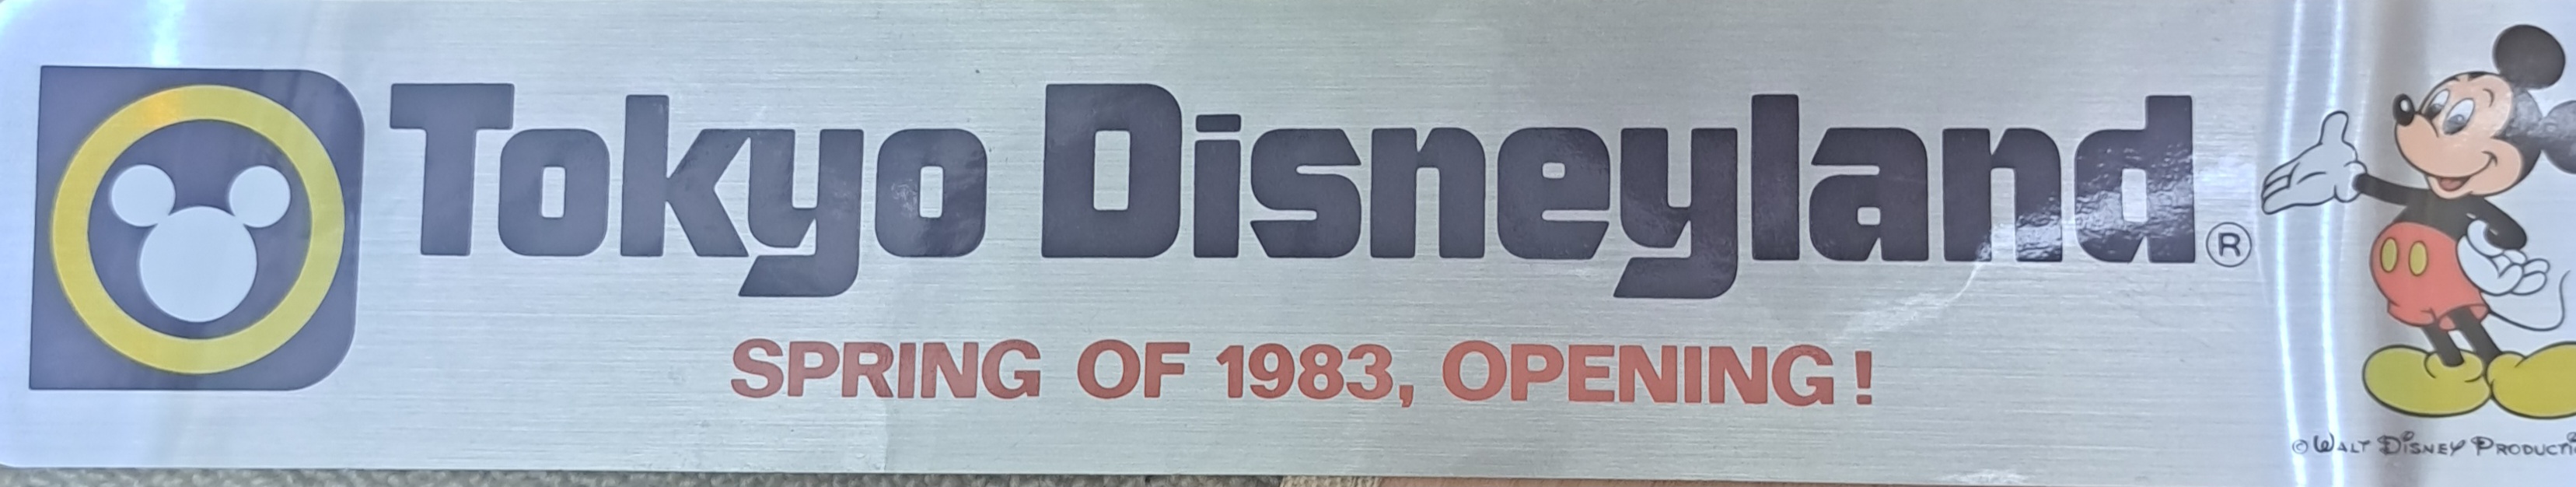 Tokyo Disneyland®
SPRING OF 1983, OPENING!
© WALT DISNEY